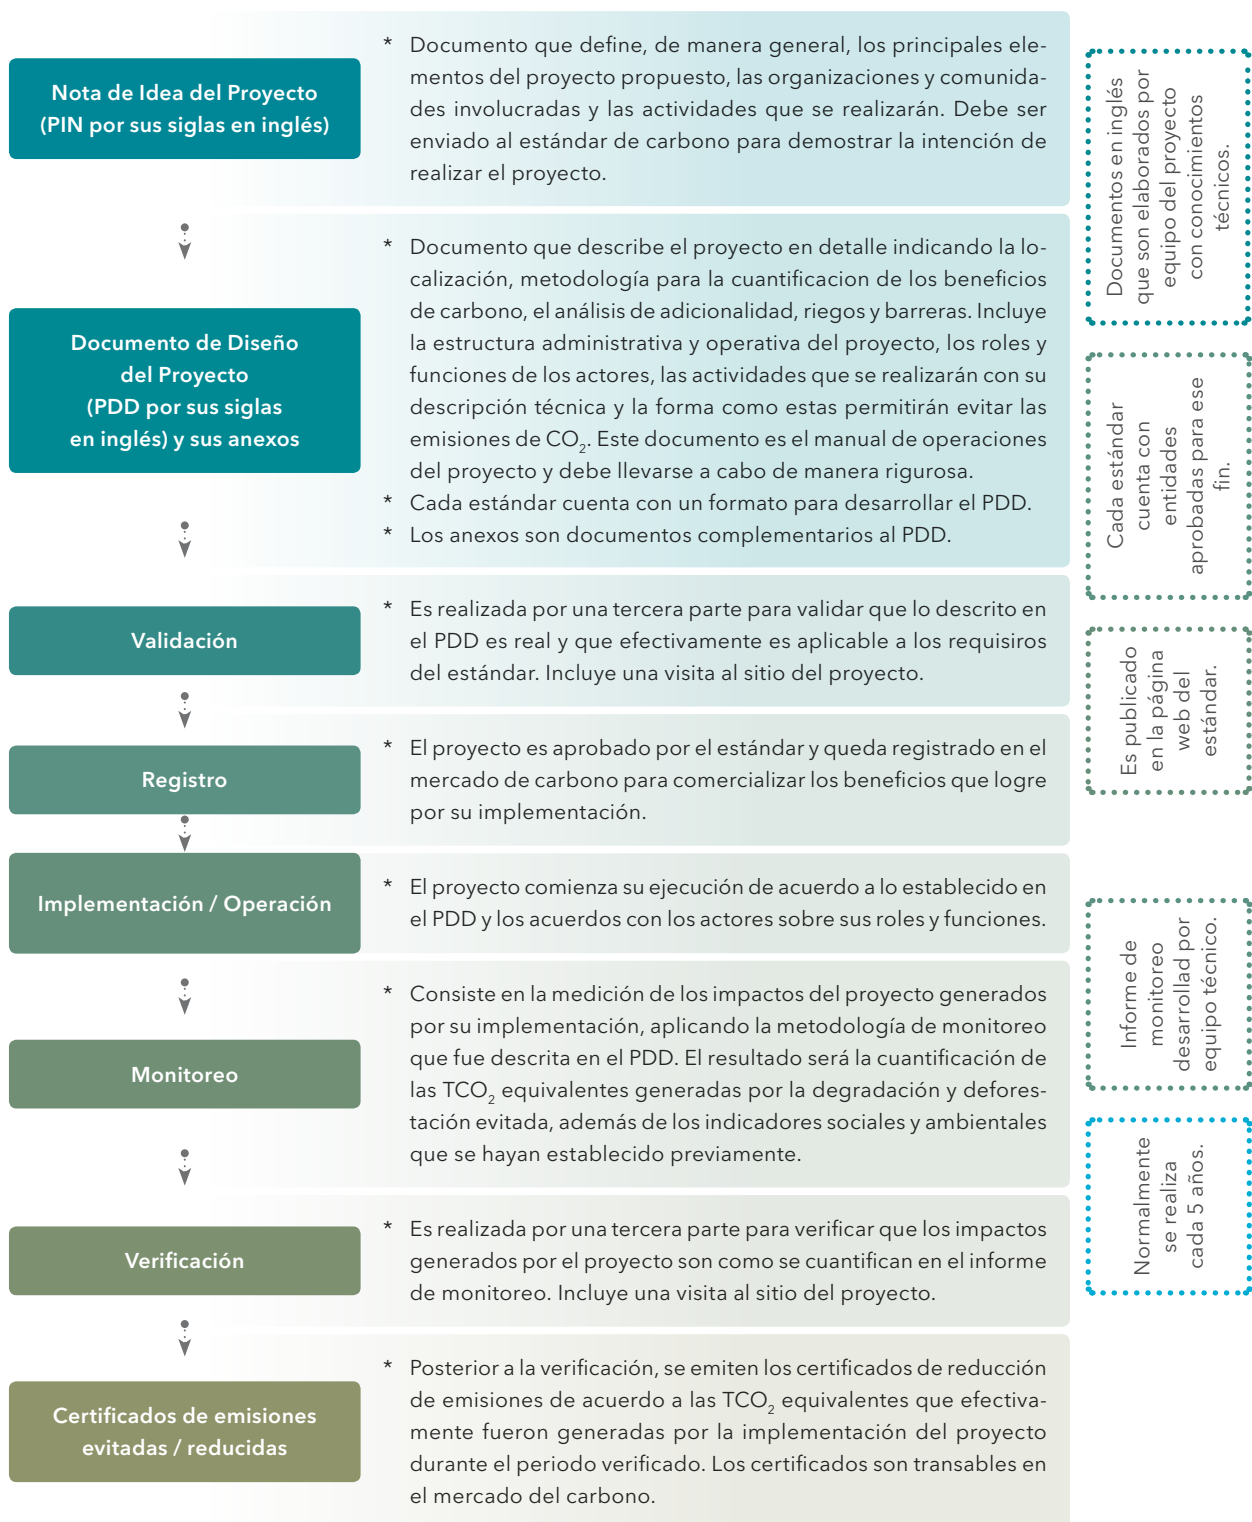 Nota de Idea del Proyecto
(PIN por sus siglas en inglés)
* Documento que define, de manera general, los principales ele-
mentos del proyecto propuesto, las organizaciones y comunida-
des involucradas y las actividades que se realizarán. Debe ser
enviado al estándar de carbono para demostrar la intención de
realizar el proyecto.
Documento de Diseño
del Proyecto
(PDD por sus siglas
en inglés) y sus anexos
* Documento que describe el proyecto en detalle indicando la lo-
calización, metodología para la cuantificacion de los beneficios
de carbono, el análisis de adicionalidad, riegos y barreras. Incluye
la estructura administrativa y operativa del proyecto, los roles y
funciones de los actores, las actividades que se realizarán con su
descripción técnica y la forma como estas permitirán evitar las
emisiones de CO₂. Este documento es el manual de operaciones
del proyecto y debe llevarse a cabo de manera rigurosa.
* Cada estándar cuenta con un formato para desarrollar el PDD.
* Los anexos son documentos complementarios al PDD.
Validación
* Es realizada por una tercera parte para validar que lo descrito en
el PDD es real y que efectivamente es aplicable a los requisiros
del estándar. Incluye una visita al sitio del proyecto.
Registro
* El proyecto es aprobado por el estándar y queda registrado en el
mercado de carbono para comercializar los beneficios que logre
por su implementación.
Implementación / Operación
* El proyecto comienza su ejecución de acuerdo a lo establecido en
el PDD y los acuerdos con los actores sobre sus roles y funciones.
Monitoreo
* Consiste en la medición de los impactos del proyecto generados
por su implementación, aplicando la metodología de monitoreo
que fue descrita en el PDD. El resultado será la cuantificación de
las TCO₂ equivalentes generadas por la degradación y defores-
tación evitada, además de los indicadores sociales y ambientales
que se hayan establecido previamente.
Verificación
* Es realizada por una tercera parte para verificar que los impactos
generados por el proyecto son como se cuantifican en el informe
de monitoreo. Incluye una visita al sitio del proyecto.
Certificados de emisiones
evitadas / reducidas
* Posterior a la verificación, se emiten los certificados de reducción
de emisiones de acuerdo a las TCO₂ equivalentes que efectiva-
mente fueron generadas por la implementación del proyecto
durante el periodo verificado. Los certificados son transables en
el mercado del carbono.
Documentos en inglés
que son elaborados por
equipo del proyecto
con conocimientos
técnicos.
Cada estándar
cuenta con
entidades
aprobadas para ese
fin.
Es publicado
en la página
web del
estándar.
Informe de
monitoreo
desarrollad por
equipo técnico.
Normalmente
se realiza
cada 5 años.